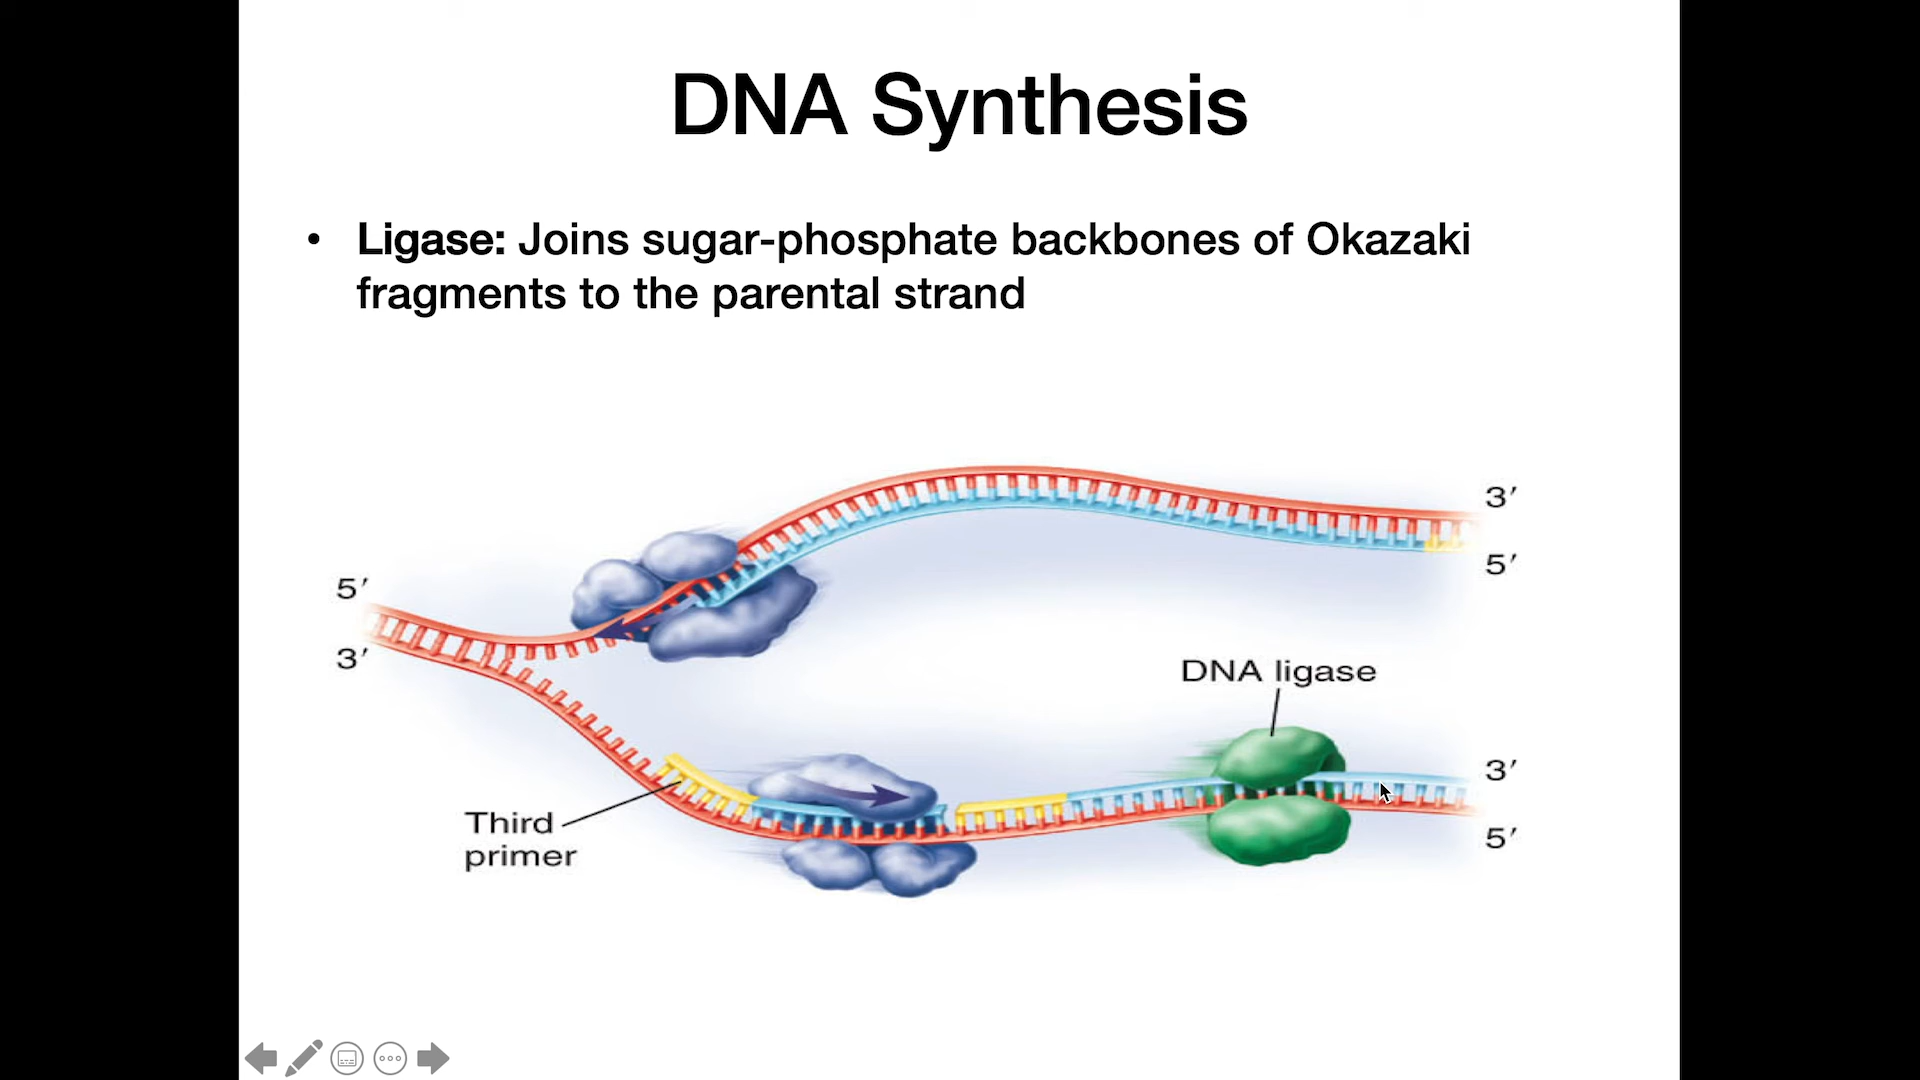 DNA Synthesis
• Ligase: Joins sugar-phosphate backbones of Okazaki
fragments to the parental strand
3′
5′
5′
3′
DNA ligase
3′
5′
Third
primer